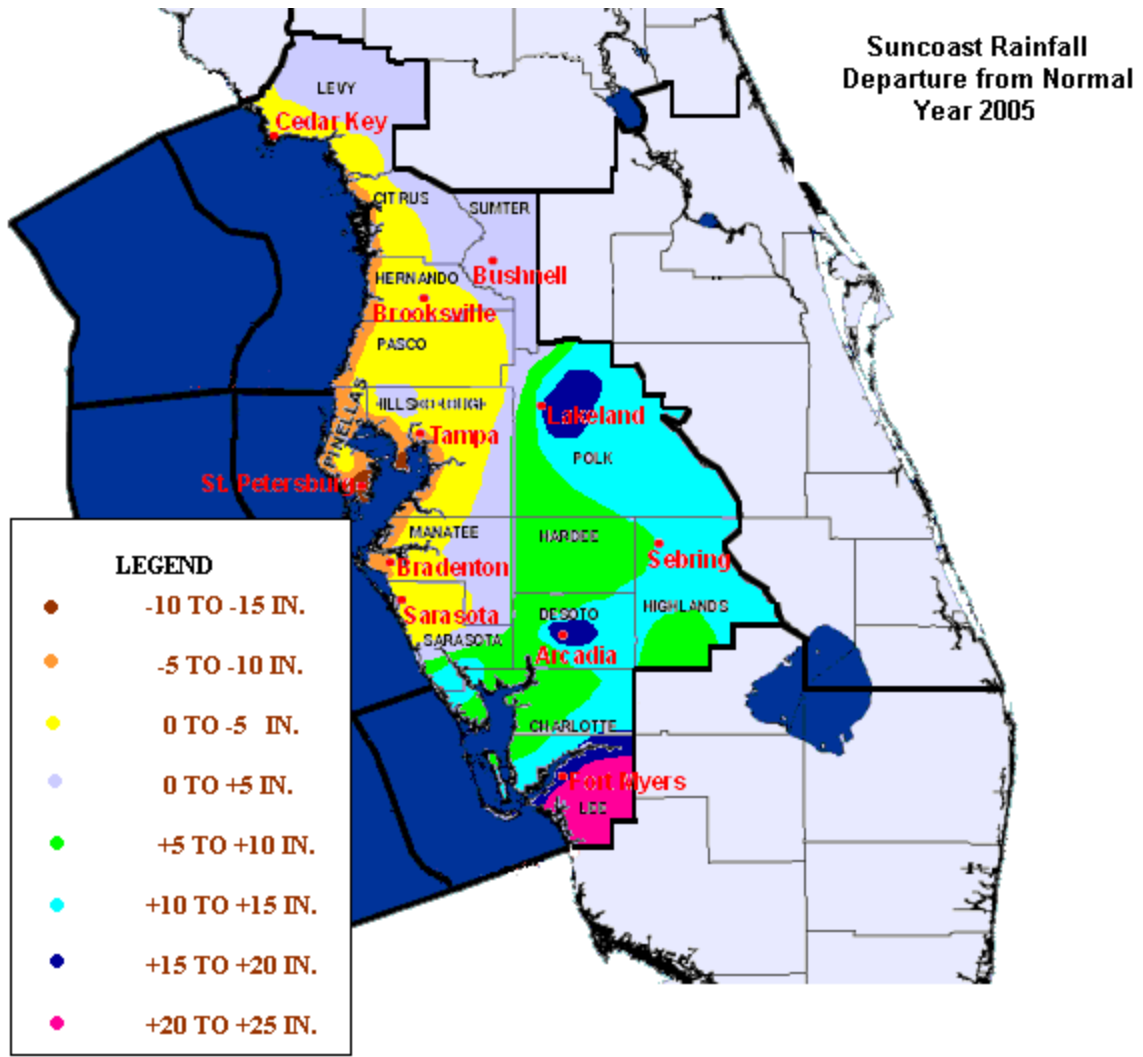 Suncoast Rainfall
Departure from Normal
Year 2005
LEVY
Cedar Key
CITRUS
SUMTER
HERNANDO
Bushnell
Brooksville
PASCO
PINELLAS
HILLSBOROUGH
Lakeland
Tampa
POLK
St. Petersburg
MANATEE
HARDEE
Bradenton
Sebring
Sarasota
DESOTO
HIGHLANDS
SARASOTA
Arcadia
CHARLOTTE
Fort Myers
LEE
LEGEND
-10 TO -15 IN.
-5 TO -10 IN.
0 TO -5 IN.
0 TO +5 IN.
+5 TO +10 IN.
+10 TO +15 IN.
+15 TO +20 IN.
+20 TO +25 IN.